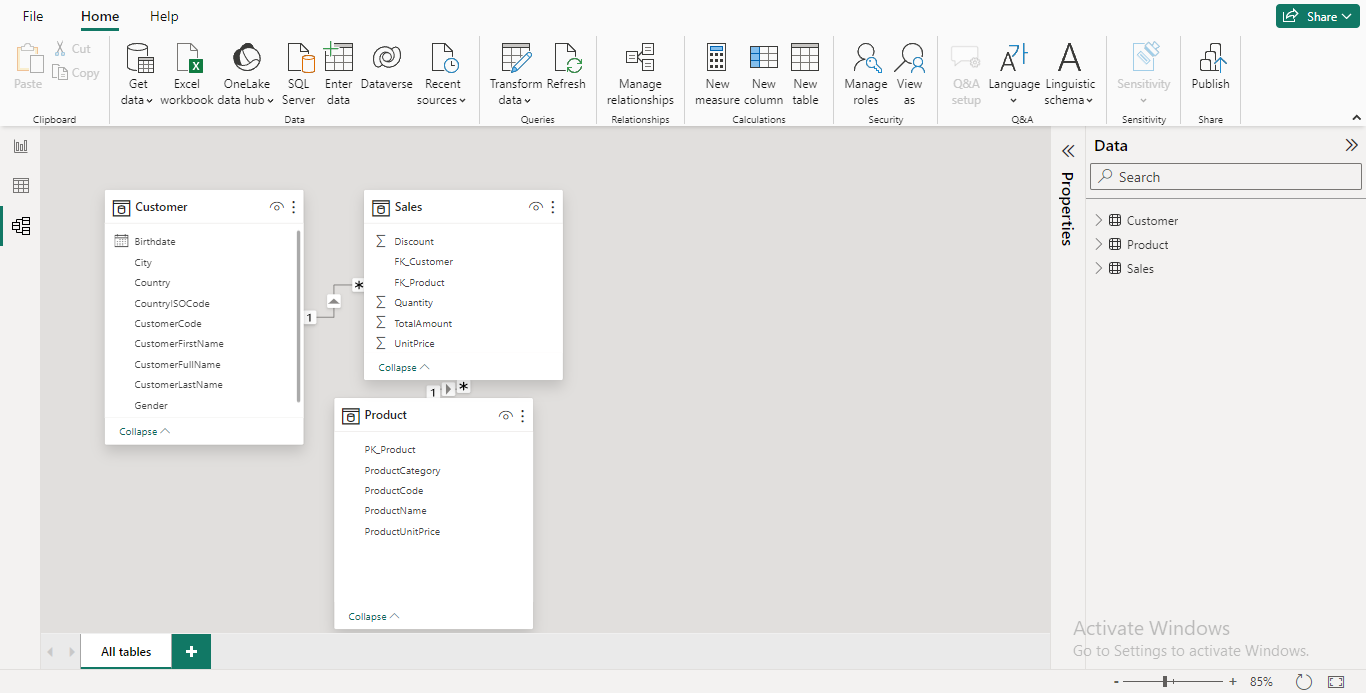 File Home Help Share
Paste Cut Copy Clipboard
Get data Excel workbook OneLake data hub SQL Server Enter data Dataverse Recent sources Data
Transform data Refresh Queries
Manage relationships Relationships
New measure New column New table Calculations
Manage roles View as Security
Q&A setup Language Linguistic schema Q&A
Sensitivity Sensitivity
Publish Share
Customer
Birthdate
City
Country
CountryISOCode
CustomerCode
CustomerFirstName
CustomerFullName
CustomerLastName
Gender
Collapse
1
*
Sales
Discount
FK_Customer
FK_Product
Quantity
TotalAmount
UnitPrice
Collapse
1 *
Product
PK_Product
ProductCategory
ProductCode
ProductName
ProductUnitPrice
Collapse
Properties
Data
Search
Customer
Product
Sales
Activate Windows
Go to Settings to activate Windows.
All tables +
- + 85%